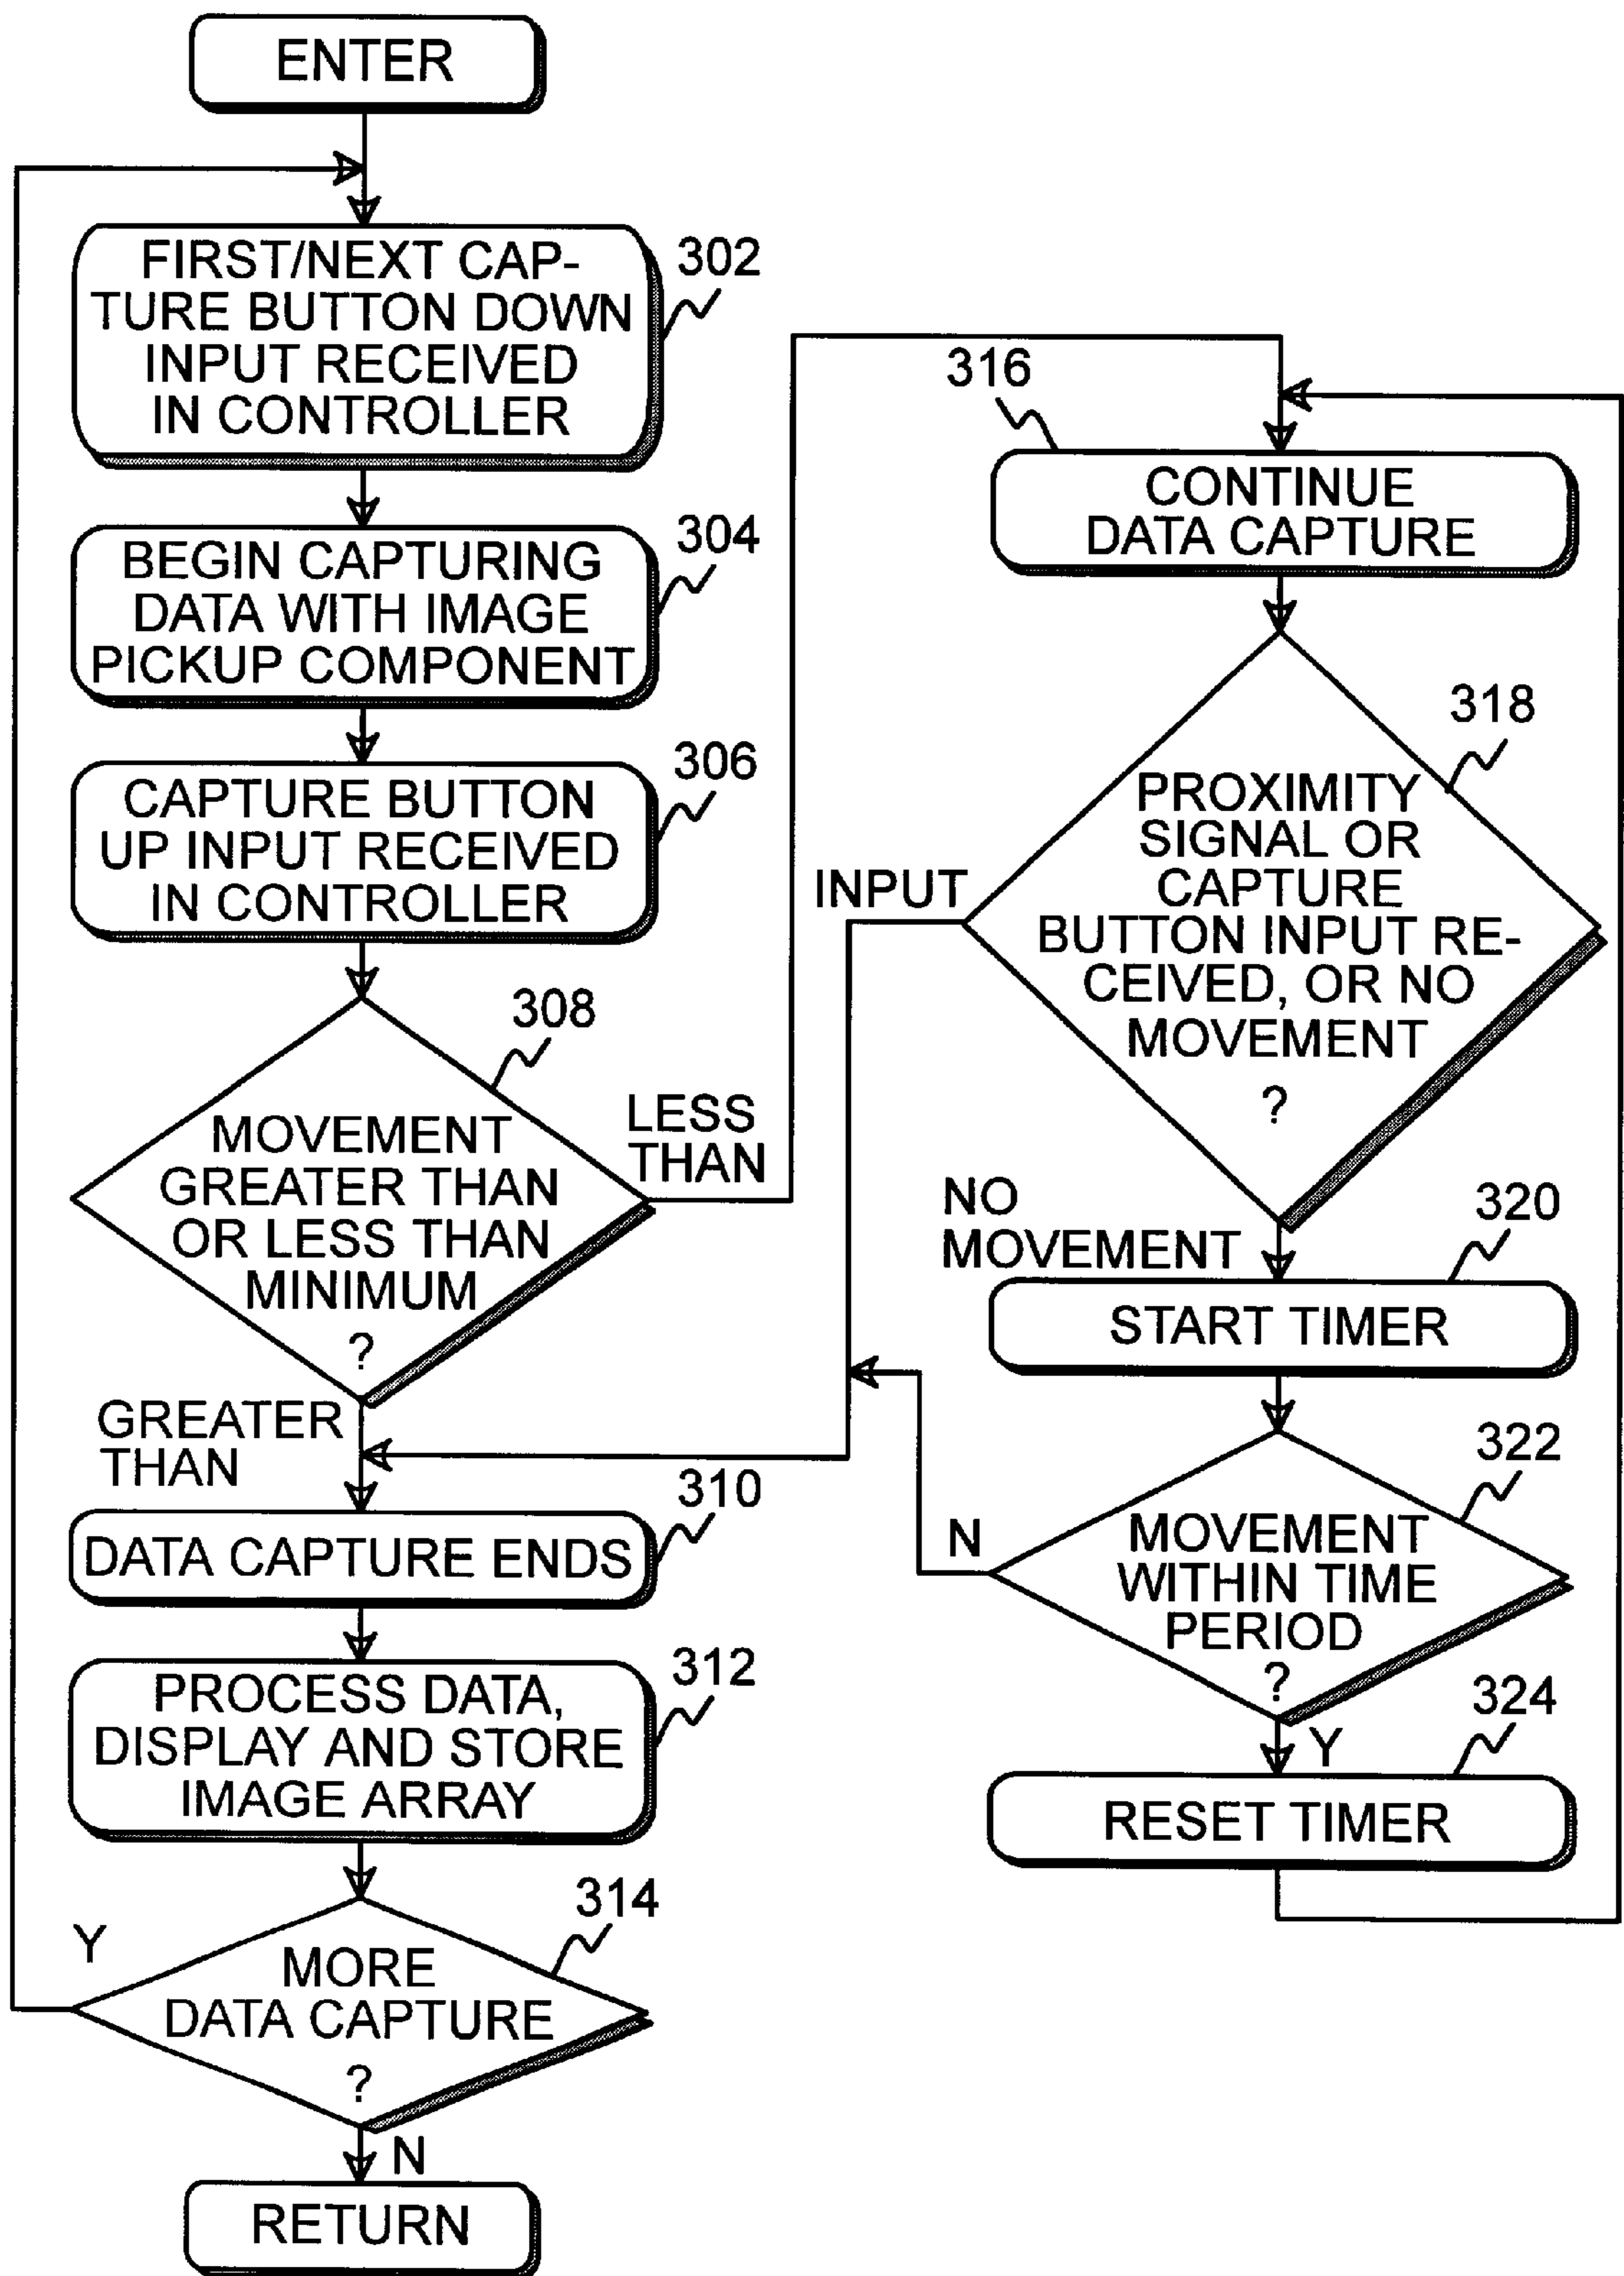 ENTER
FIRST/NEXT CAP-
TURE BUTTON DOWN
INPUT RECEIVED
IN CONTROLLER
302
BEGIN CAPTURING
DATA WITH IMAGE
PICKUP COMPONENT
304
CAPTURE BUTTON
UP INPUT RECEIVED
IN CONTROLLER
306
308
MOVEMENT
GREATER THAN
OR LESS THAN
MINIMUM
?
LESS
THAN
GREATER
THAN
310
DATA CAPTURE ENDS
312
PROCESS DATA,
DISPLAY AND STORE
IMAGE ARRAY
314
Y
MORE
DATA CAPTURE
?
N
RETURN
316
CONTINUE
DATA CAPTURE
318
PROXIMITY
SIGNAL OR
CAPTURE
BUTTON INPUT RE-
CEIVED, OR NO
MOVEMENT
?
INPUT
NO
MOVEMENT
320
START TIMER
322
N
MOVEMENT
WITHIN TIME
PERIOD
?
Y
324
RESET TIMER